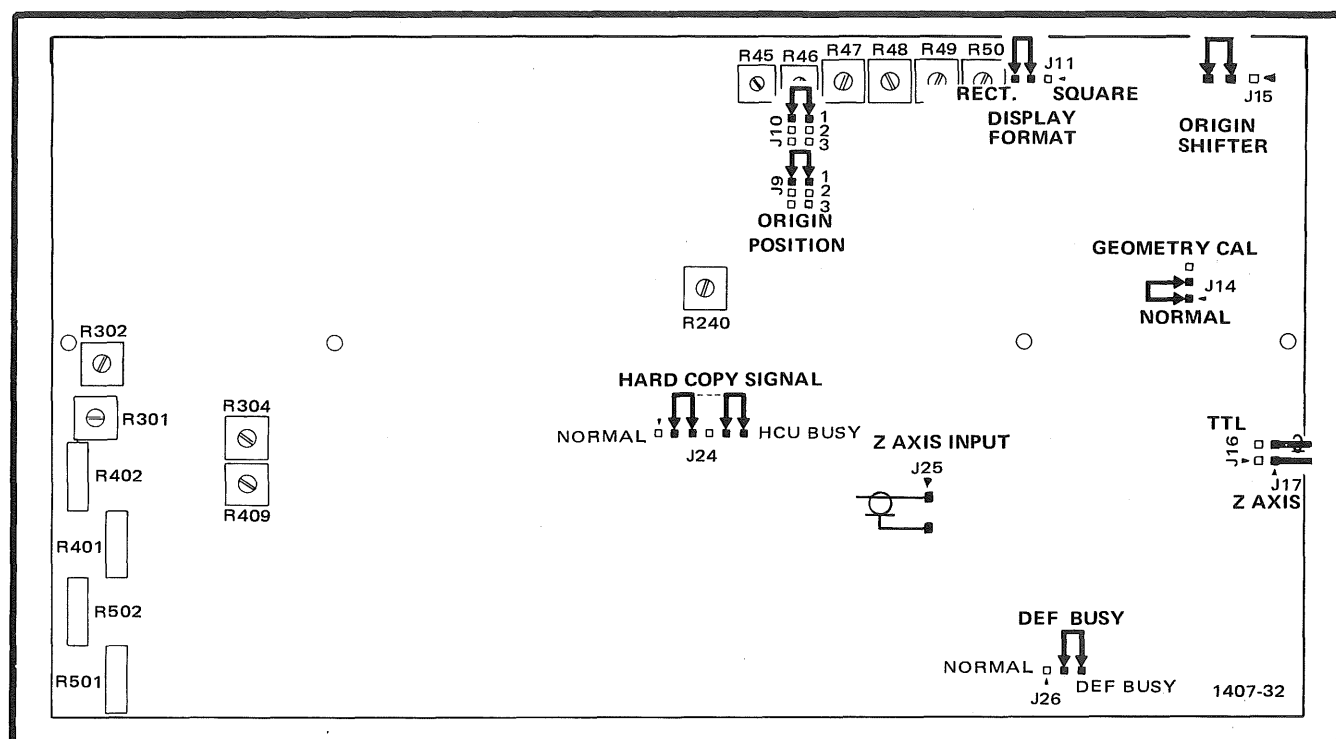 R45 R46 R47 R48 R49 R50
J11
RECT. SQUARE
DISPLAY
FORMAT
J15
ORIGIN
SHIFTER
J10
1
2
3
J9
1
2
3
ORIGIN
POSITION
GEOMETRY CAL
J14
NORMAL
R240
R302
R301
R304
R409
R402
R401
R502
R501
HARD COPY SIGNAL
NORMAL HCU BUSY
J24
Z AXIS INPUT
J25
TTL
J16
J17
Z AXIS
DEF BUSY
NORMAL
J26
DEF BUSY
1407-32